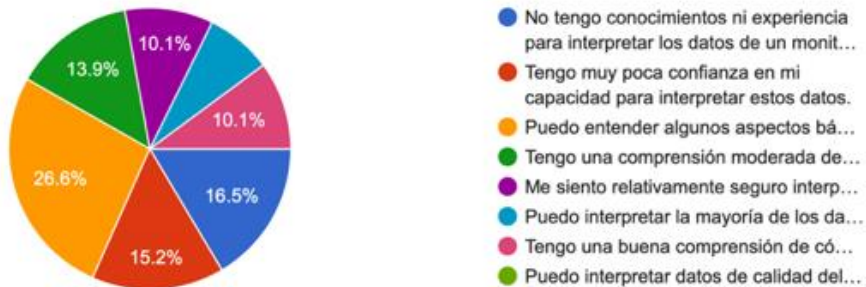 10.1%
13.9%
10.1%
26.6%
16.5%
15.2%
No tengo conocimientos ni experiencia
para interpretar los datos de un monit...
Tengo muy poca confianza en mi
capacidad para interpretar estos datos.
Puedo entender algunos aspectos bá...
Tengo una comprensión moderada de...
Me siento relativamente seguro interp...
Puedo interpretar la mayoría de los da...
Tengo una buena comprensión de có...
Puedo interpretar datos de calidad del...